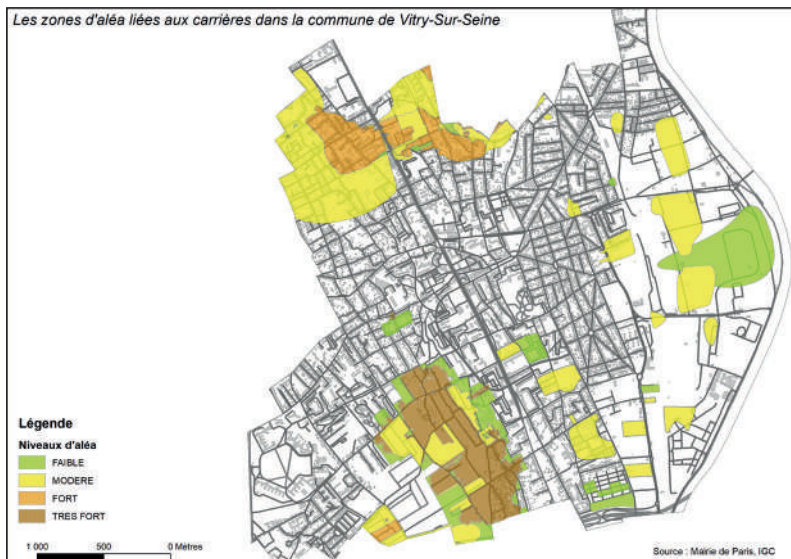 Les zones d'aléa liées aux carrières dans la commune de Vitry-Sur-Seine
Légende
Niveaux d'aléa
FAIBLE
MODERE
FORT
TRES FORT
1 000 500 0 Mètres
Source : Mairie de Paris, IGC